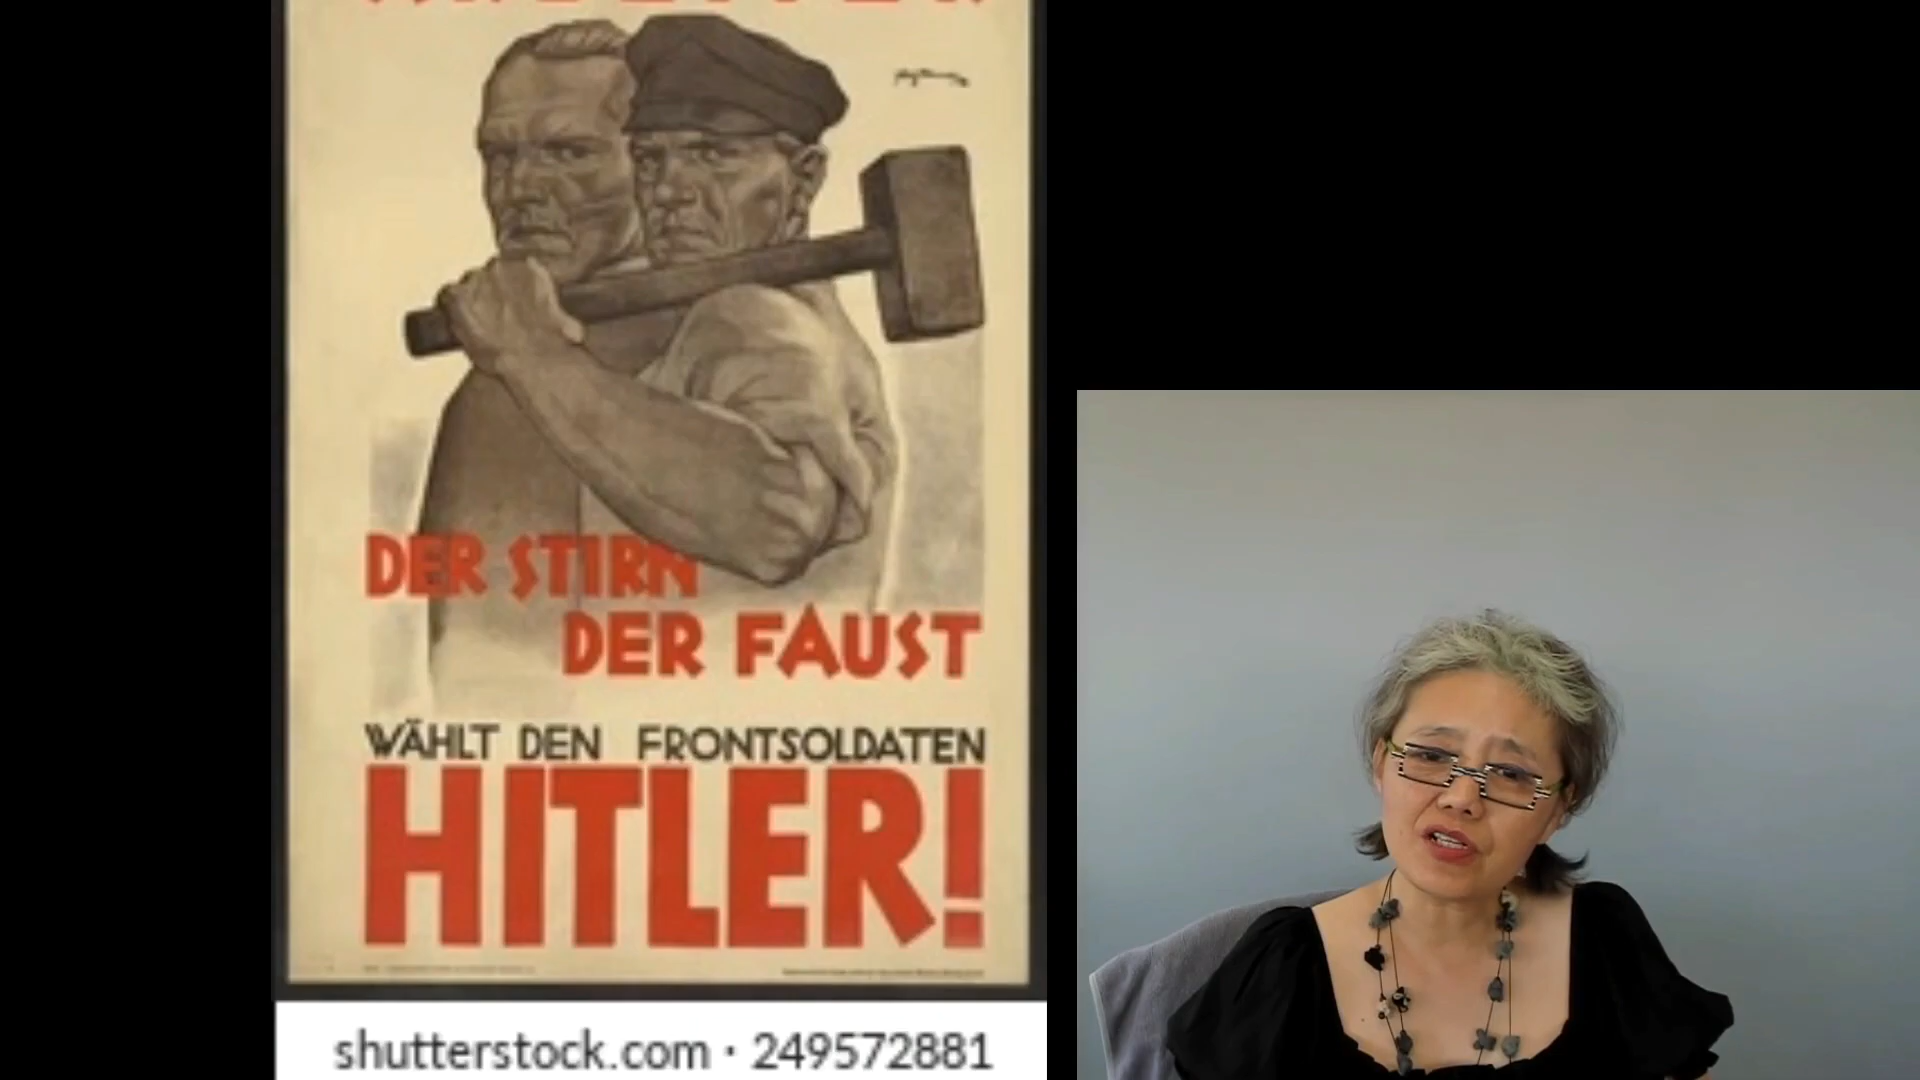 DER STIRN
DER FAUST
WÄHLT DEN FRONTSOLDATEN
HITLER!
shutterstock.com · 249572881